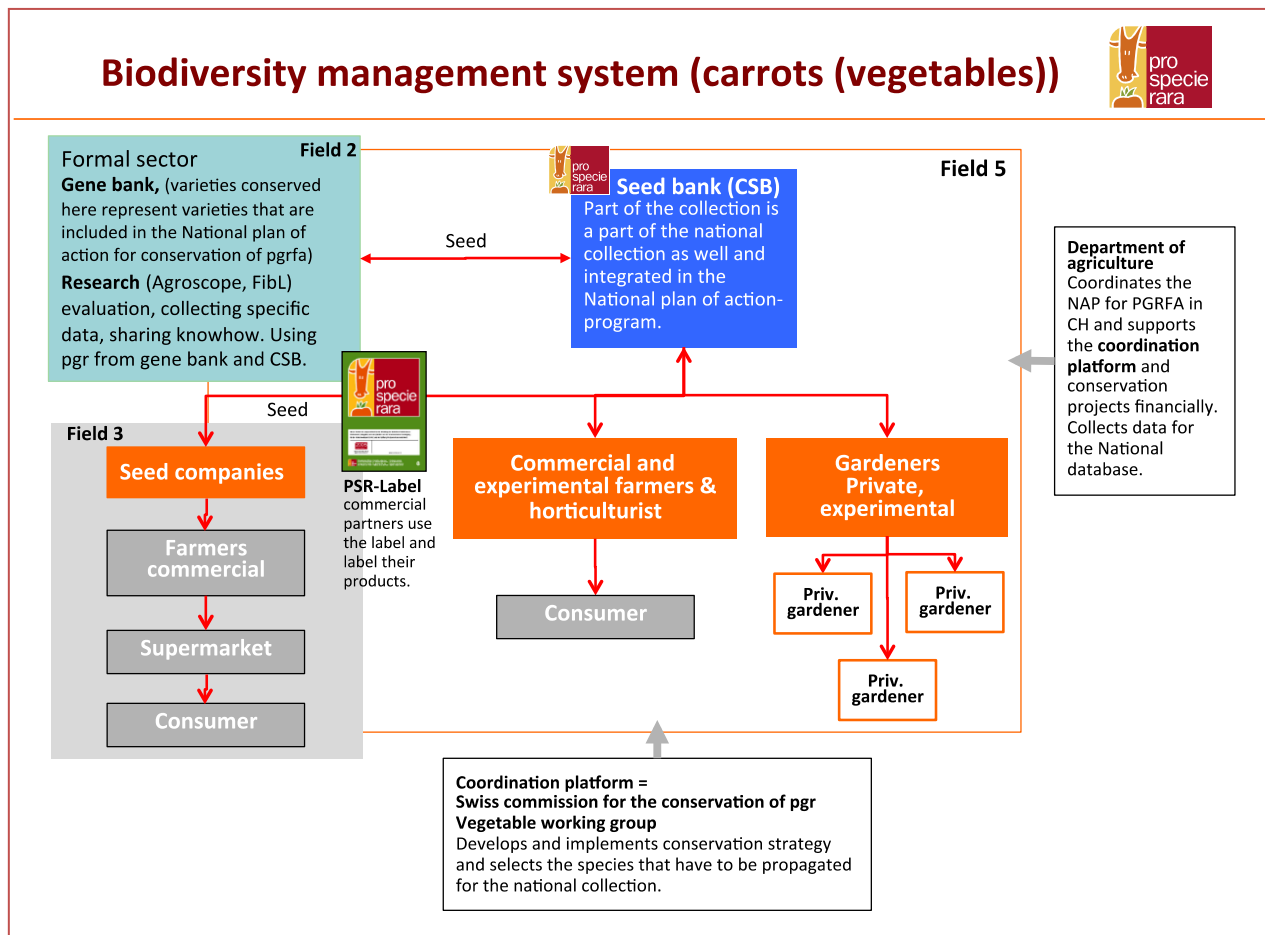 Biodiversity management system (carrots (vegetables))
pro
specie
rara
Formal sector
Field 2
Gene bank, (varieties conserved
here represent varieties that are
included in the National plan of
action for conservation of pgrfa)
Research (Agroscope, FibL)
evaluation, collecting specific
data, sharing knowhow. Using
pgr from gene bank and CSB.
Seed
pro
specie
rara
Seed bank (CSB)
Part of the collection is
a part of the national
collection as well and
integrated in the
National plan of action-
program.
Field 5
Department of
agriculture
Coordinates the
NAP for PGRFA in
CH and supports
the coordination
platform and
conservation
projects financially.
Collects data for
the National
database.
Seed
pro
specie
rara
PSR-Label
commercial
partners use
the label and
label their
products.
Field 3
Seed companies
Farmers
commercial
Supermarket
Consumer
Commercial and
experimental farmers &
horticulturist
Consumer
Gardeners
Private,
experimental
Priv.
gardener
Priv.
gardener
Priv.
gardener
Coordination platform =
Swiss commission for the conservation of pgr
Vegetable working group
Develops and implements conservation strategy
and selects the species that have to be propagated
for the national collection.